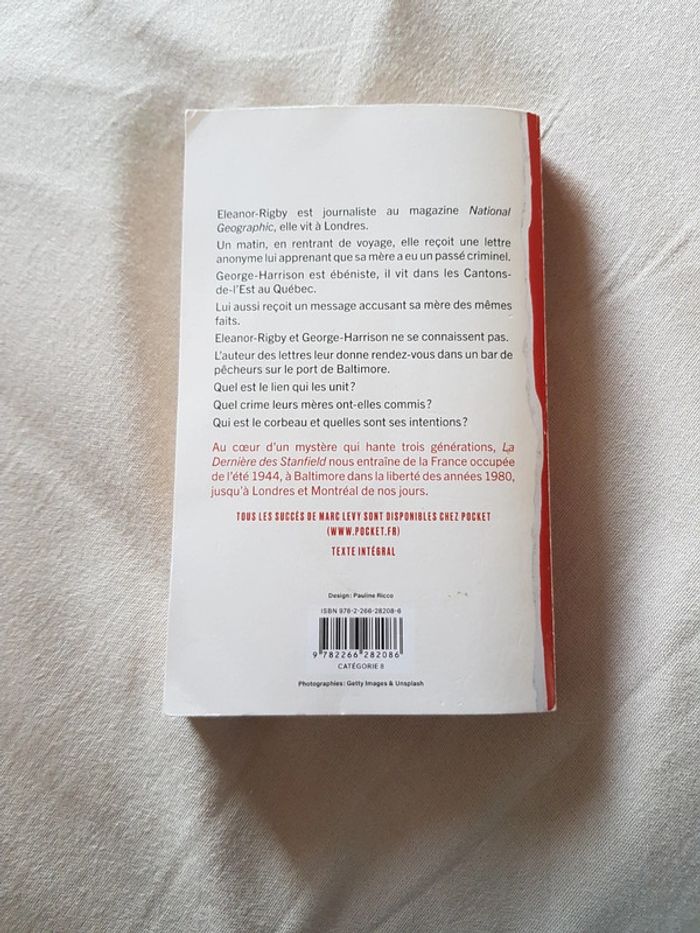 Eleanor-Rigby est journaliste au magazine National
Geographic, elle vit à Londres.
Un matin, en rentrant de voyage, elle reçoit une lettre
anonyme lui apprenant que sa mère a eu un passé criminel.
George-Harrison est ébéniste, il vit dans les Cantons-
de-l'Est au Québec.
Lui aussi reçoit un message accusant sa mère des mêmes
faits.
Eleanor-Rigby et George-Harrison ne se connaissent pas.
L'auteur des lettres leur donne rendez-vous dans un bar de
pêcheurs sur le port de Baltimore.
Quel est le lien qui les unit ?
Quel crime leurs mères ont-elles commis ?
Qui est le corbeau et quelles sont ses intentions ?
Au cœur d'un mystère qui hante trois générations, La
Dernière des Stanfield nous entraîne de la France occupée
de l'été 1944, à Baltimore dans la liberté des années 1980,
jusqu'à Londres et Montréal de nos jours.
TOUS LES SUCCÈS DE MARC LEVY SONT DISPONIBLES CHEZ POCKET
(WWW.POCKET.FR)
TEXTE INTÉGRAL
Design : Pauline Ricco
ISBN 978-2-266-28208-6
9 782266 282086
CATÉGORIE 8
Photographies : Getty Images & Unsplash